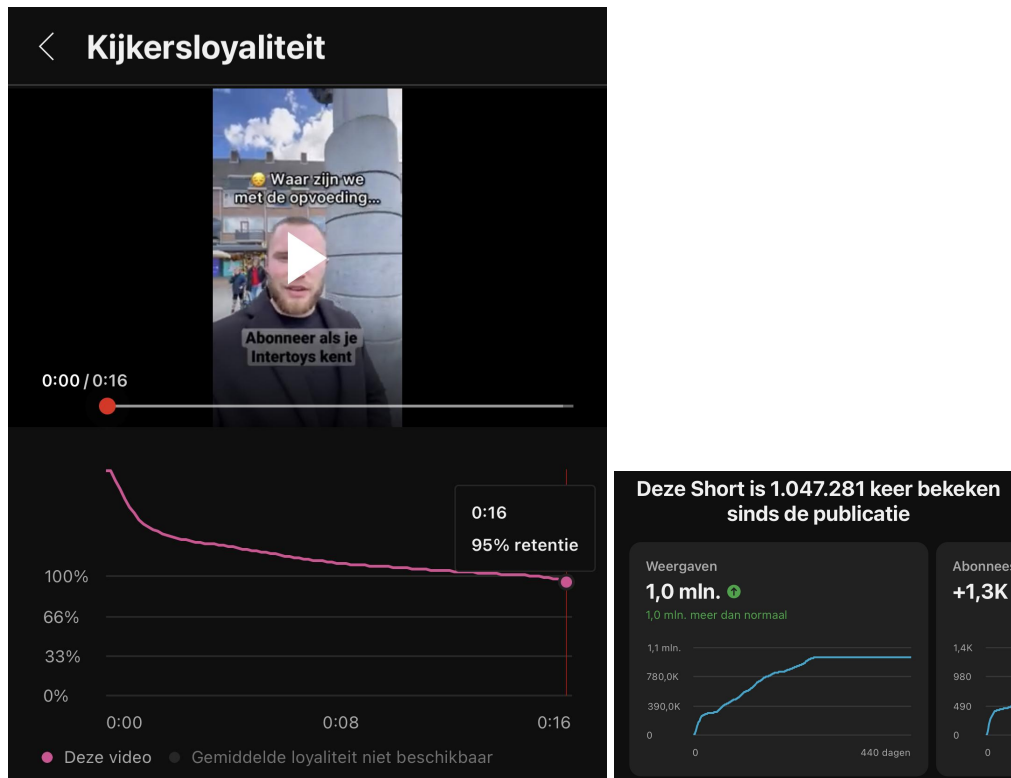 Kijkersloyaliteit
😔 Waar zijn we
met de opvoeding...
Abonneer als je
Intertoys kent
0:00 / 0:16
0:16
95% retentie
100%
66%
33%
0%
0:00
0:08
0:16
Deze video
Gemiddelde loyaliteit niet beschikbaar
Deze Short is 1.047.281 keer bekeken
sinds de publicatie
Weergaven
1,0 mln.
1,0 mln. meer dan normaal
1,1 mln.
780,0K
390,0K
0
0
440 dagen
Abonnees
+1,3K
1,4K
980
490
0
0